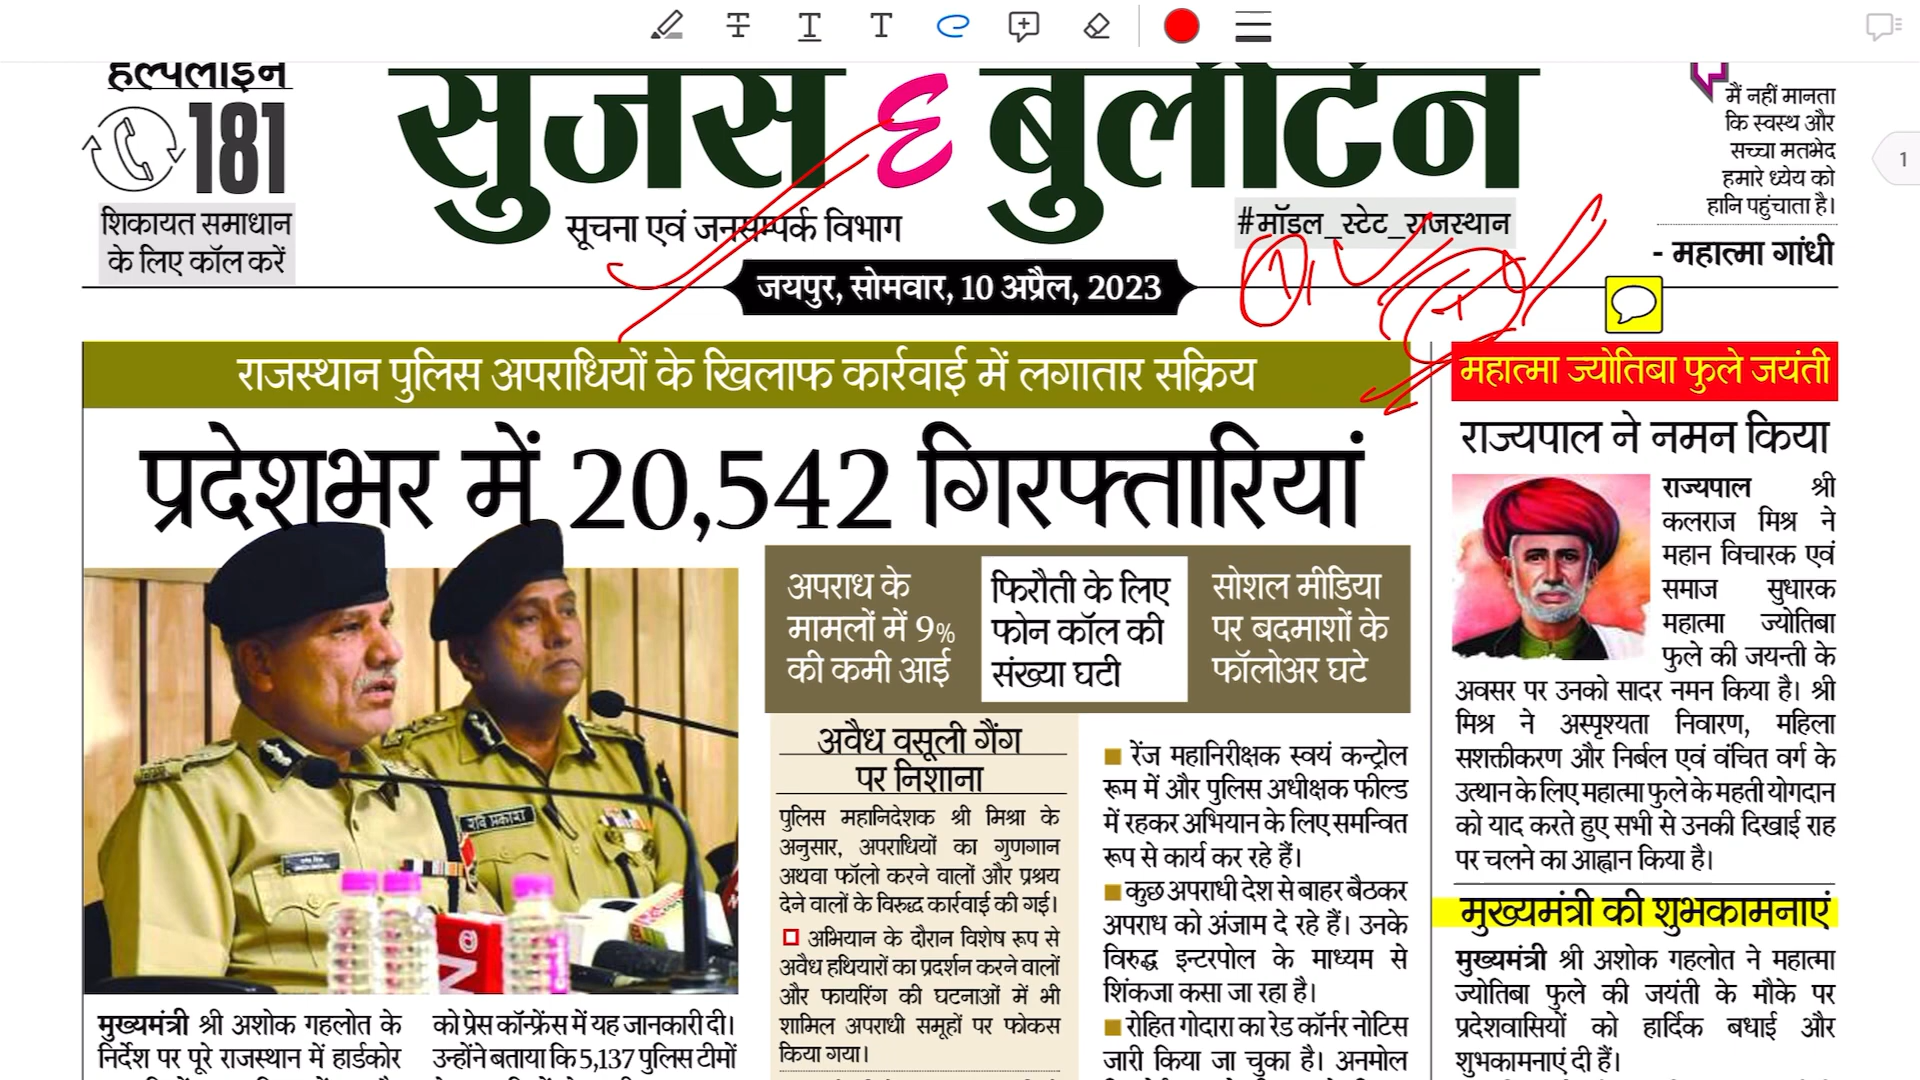 हेल्पलाइन
181
शिकायत समाधान
के लिए कॉल करें
सुजस e बुलेटिन
सूचना एवं जनसम्पर्क विभाग
#मॉडल_स्टेट_राजस्थान
जयपुर, सोमवार, 10 अप्रैल, 2023
मैं नहीं मानता
कि स्वस्थ और
सच्चा मतभेद
हमारे ध्येय को
हानि पहुंचाता है।
- महात्मा गांधी
1
राजस्थान पुलिस अपराधियों के खिलाफ कार्रवाई में लगातार सक्रिय
प्रदेशभर में 20,542 गिरफ्तारियां
अपराध के
मामलों में 9%
की कमी आई
फिरौती के लिए
फोन कॉल की
संख्या घटी
सोशल मीडिया
पर बदमाशों के
फॉलोअर घटे
रवि प्रकाश
मुख्यमंत्री श्री अशोक गहलोत के
निर्देश पर पूरे राजस्थान में हार्डकोर
को प्रेस कॉन्फ्रेंस में यह जानकारी दी।
उन्होंने बताया कि 5,137 पुलिस टीमों
अवैध वसूली गैंग
पर निशाना
पुलिस महानिदेशक श्री मिश्रा के
अनुसार, अपराधियों का गुणगान
अथवा फॉलो करने वालों और प्रश्रय
देने वालों के विरुद्ध कार्रवाई की गई।
अभियान के दौरान विशेष रूप से
अवैध हथियारों का प्रदर्शन करने वालों
और फायरिंग की घटनाओं में भी
शामिल अपराधी समूहों पर फोकस
किया गया।
रेंज महानिरीक्षक स्वयं कन्ट्रोल
रूम में और पुलिस अधीक्षक फील्ड
में रहकर अभियान के लिए समन्वित
रूप से कार्य कर रहे हैं।
कुछ अपराधी देश से बाहर बैठकर
अपराध को अंजाम दे रहे हैं। उनके
विरुद्ध इन्टरपोल के माध्यम से
शिंकजा कसा जा रहा है।
रोहित गोदारा का रेड कॉर्नर नोटिस
जारी किया जा चुका है। अनमोल
महात्मा ज्योतिबा फुले जयंती
राज्यपाल ने नमन किया
राज्यपाल श्री
कलराज मिश्र ने
महान विचारक एवं
समाज सुधारक
महात्मा ज्योतिबा
फुले की जयन्ती के
अवसर पर उनको सादर नमन किया है। श्री
मिश्र ने अस्पृश्यता निवारण, महिला
सशक्तीकरण और निर्बल एवं वंचित वर्ग के
उत्थान के लिए महात्मा फुले के महती योगदान
को याद करते हुए सभी से उनकी दिखाई राह
पर चलने का आह्वान किया है।
मुख्यमंत्री की शुभकामनाएं
मुख्यमंत्री श्री अशोक गहलोत ने महात्मा
ज्योतिबा फुले की जयंती के मौके पर
प्रदेशवासियों को हार्दिक बधाई और
शुभकामनाएं दी हैं।